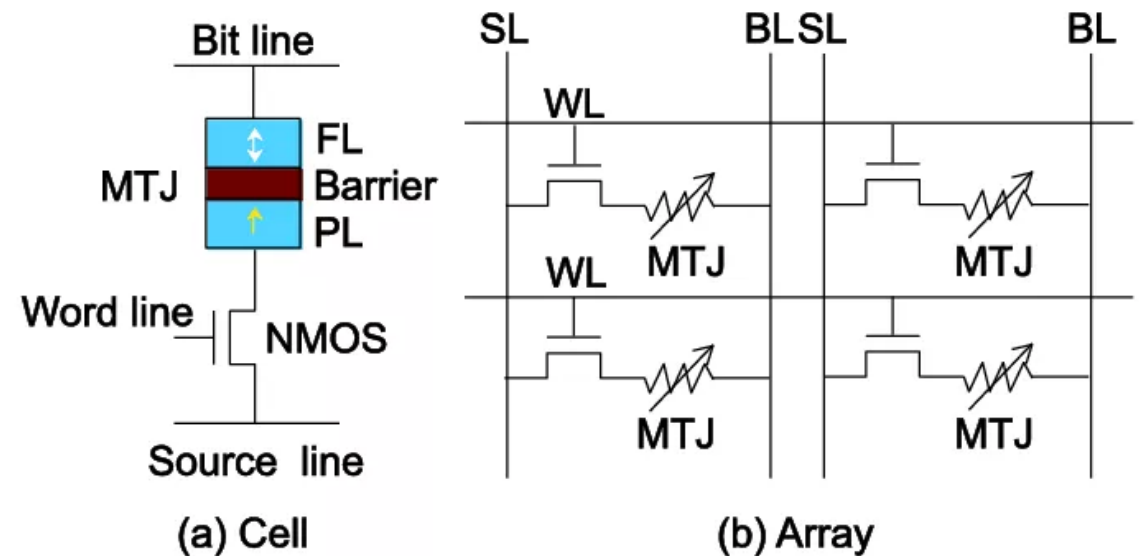 Bit line
FL
MTJ
Barrier
PL
Word line
NMOS
Source line
(a) Cell
SL
BL
SL
BL
WL
MTJ
MTJ
WL
MTJ
MTJ
(b) Array